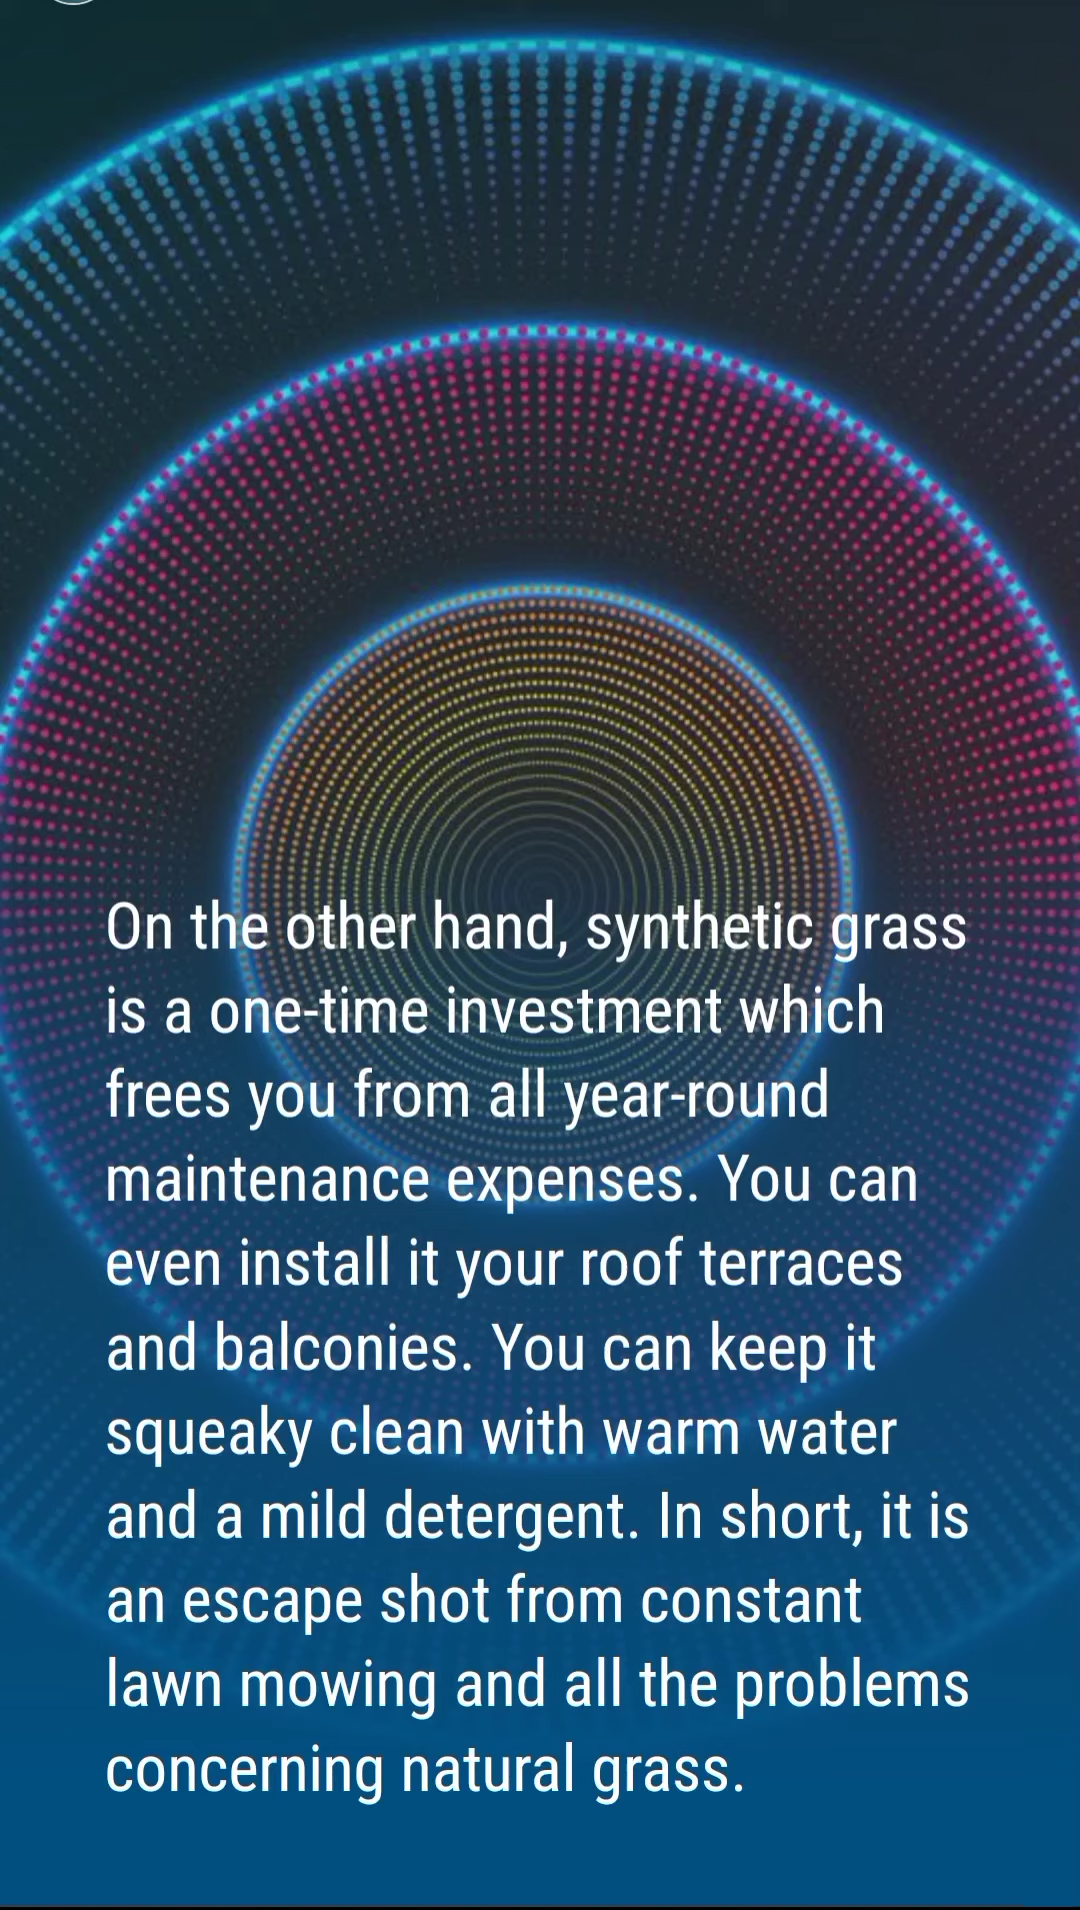 On the other hand, synthetic grass
is a one-time investment which
frees you from all year-round
maintenance expenses. You can
even install it your roof terraces
and balconies. You can keep it
squeaky clean with warm water
and a mild detergent. In short, it is
an escape shot from constant
lawn mowing and all the problems
concerning natural grass.